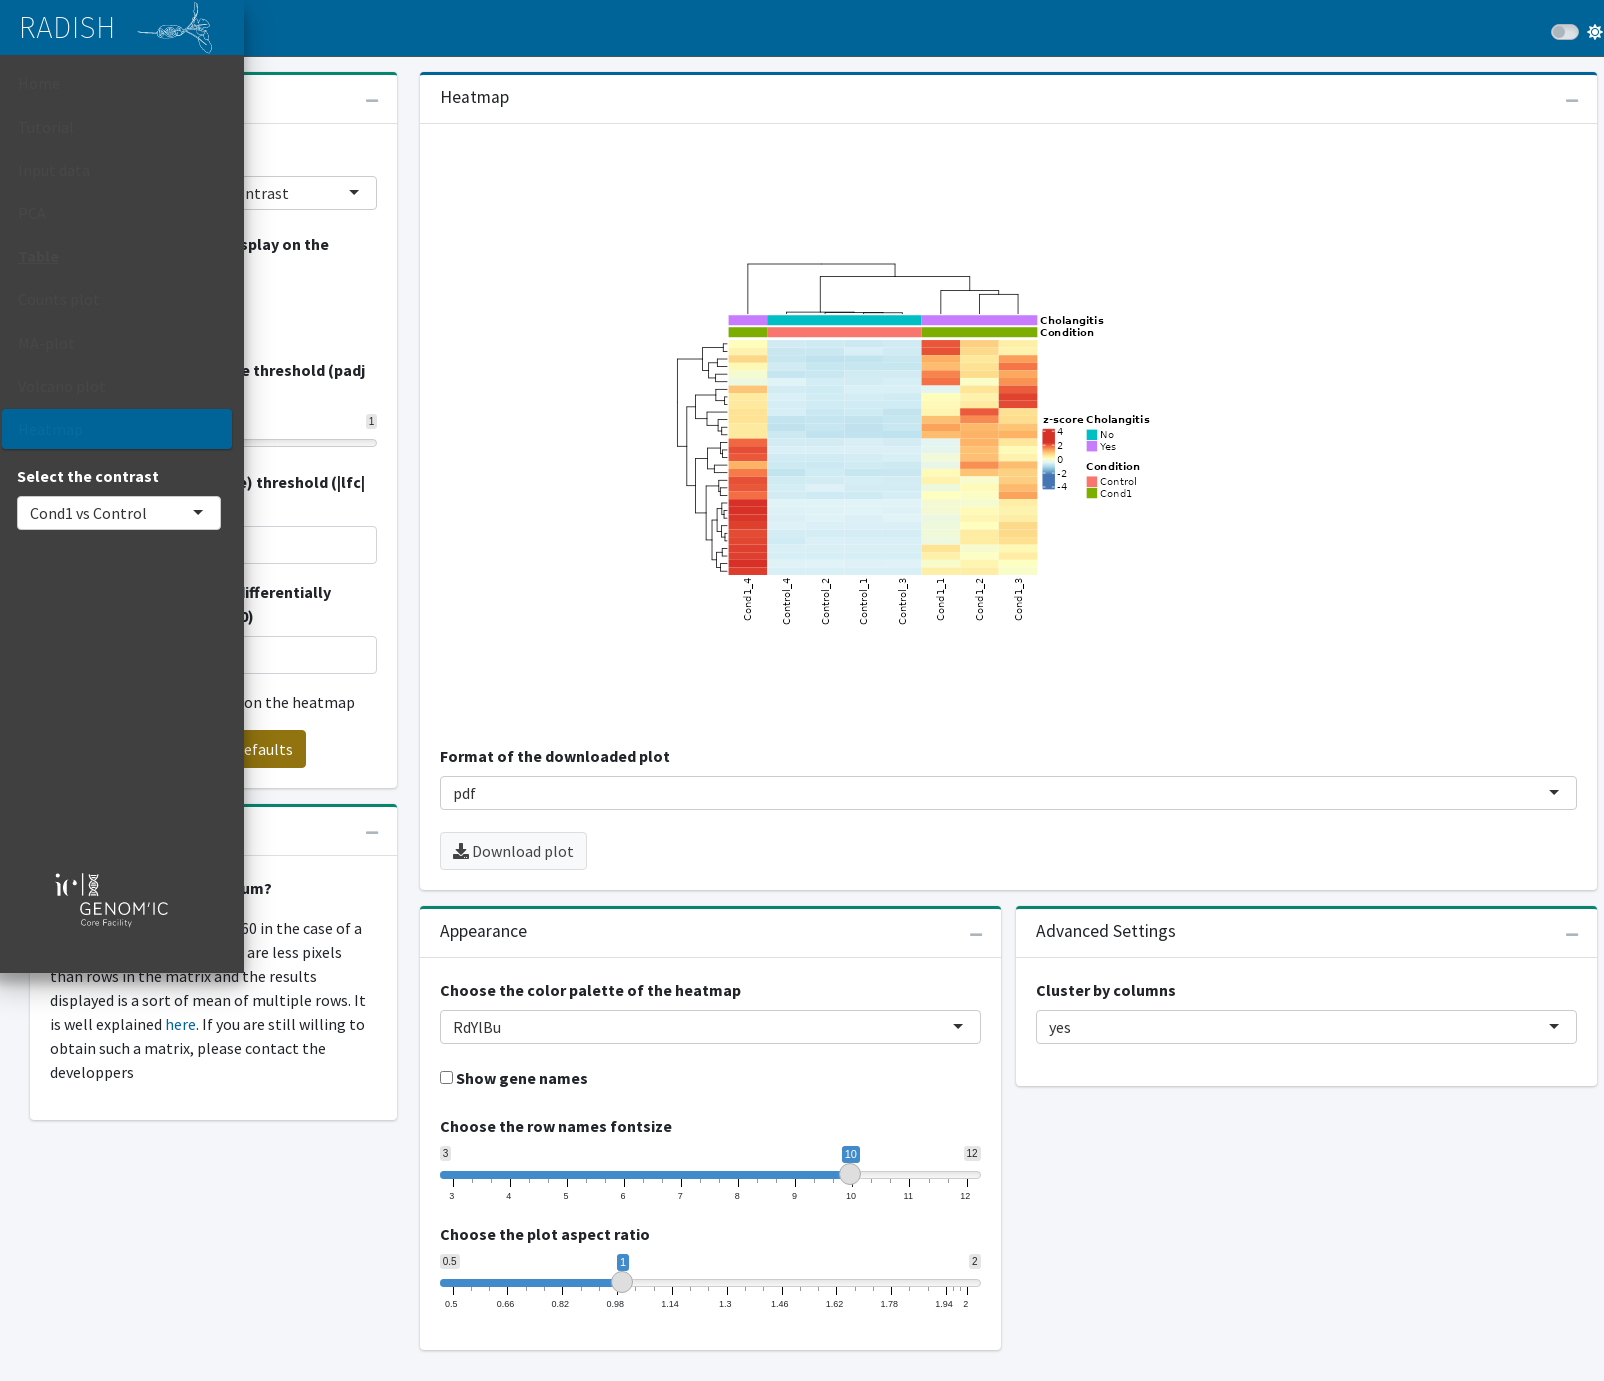 RADISH
Home
Tutorial
Input data
PCA
Table
Counts plot
MA-plot
Volcano plot
Heatmap
Select the contrast
Cond1 vs Control
ic
GENOM'IC
Core Facility
ntrast
splay on the
e threshold (padj
1
e) threshold (|lfc|
ifferentially
0)
on the heatmap
efaults
um?
60 in the case of a
are less pixels
than rows in the matrix and the results
displayed is a sort of mean of multiple rows. It
is well explained here. If you are still willing to
obtain such a matrix, please contact the
developpers
Heatmap
Cholangitis
Condition
z-score
4
2
0
-2
-4
Cholangitis
No
Yes
Condition
Control
Cond1
Cond1_4
Control_4
Control_2
Control_1
Control_3
Cond1_1
Cond1_2
Cond1_3
Format of the downloaded plot
pdf
Download plot
Appearance
Choose the color palette of the heatmap
RdYlBu
Show gene names
Choose the row names fontsize
3 10 12
3 4 5 6 7 8 9 10 11 12
Choose the plot aspect ratio
0.5 1 2
0.5 0.66 0.82 0.98 1.14 1.3 1.46 1.62 1.78 1.94 2
Advanced Settings
Cluster by columns
yes